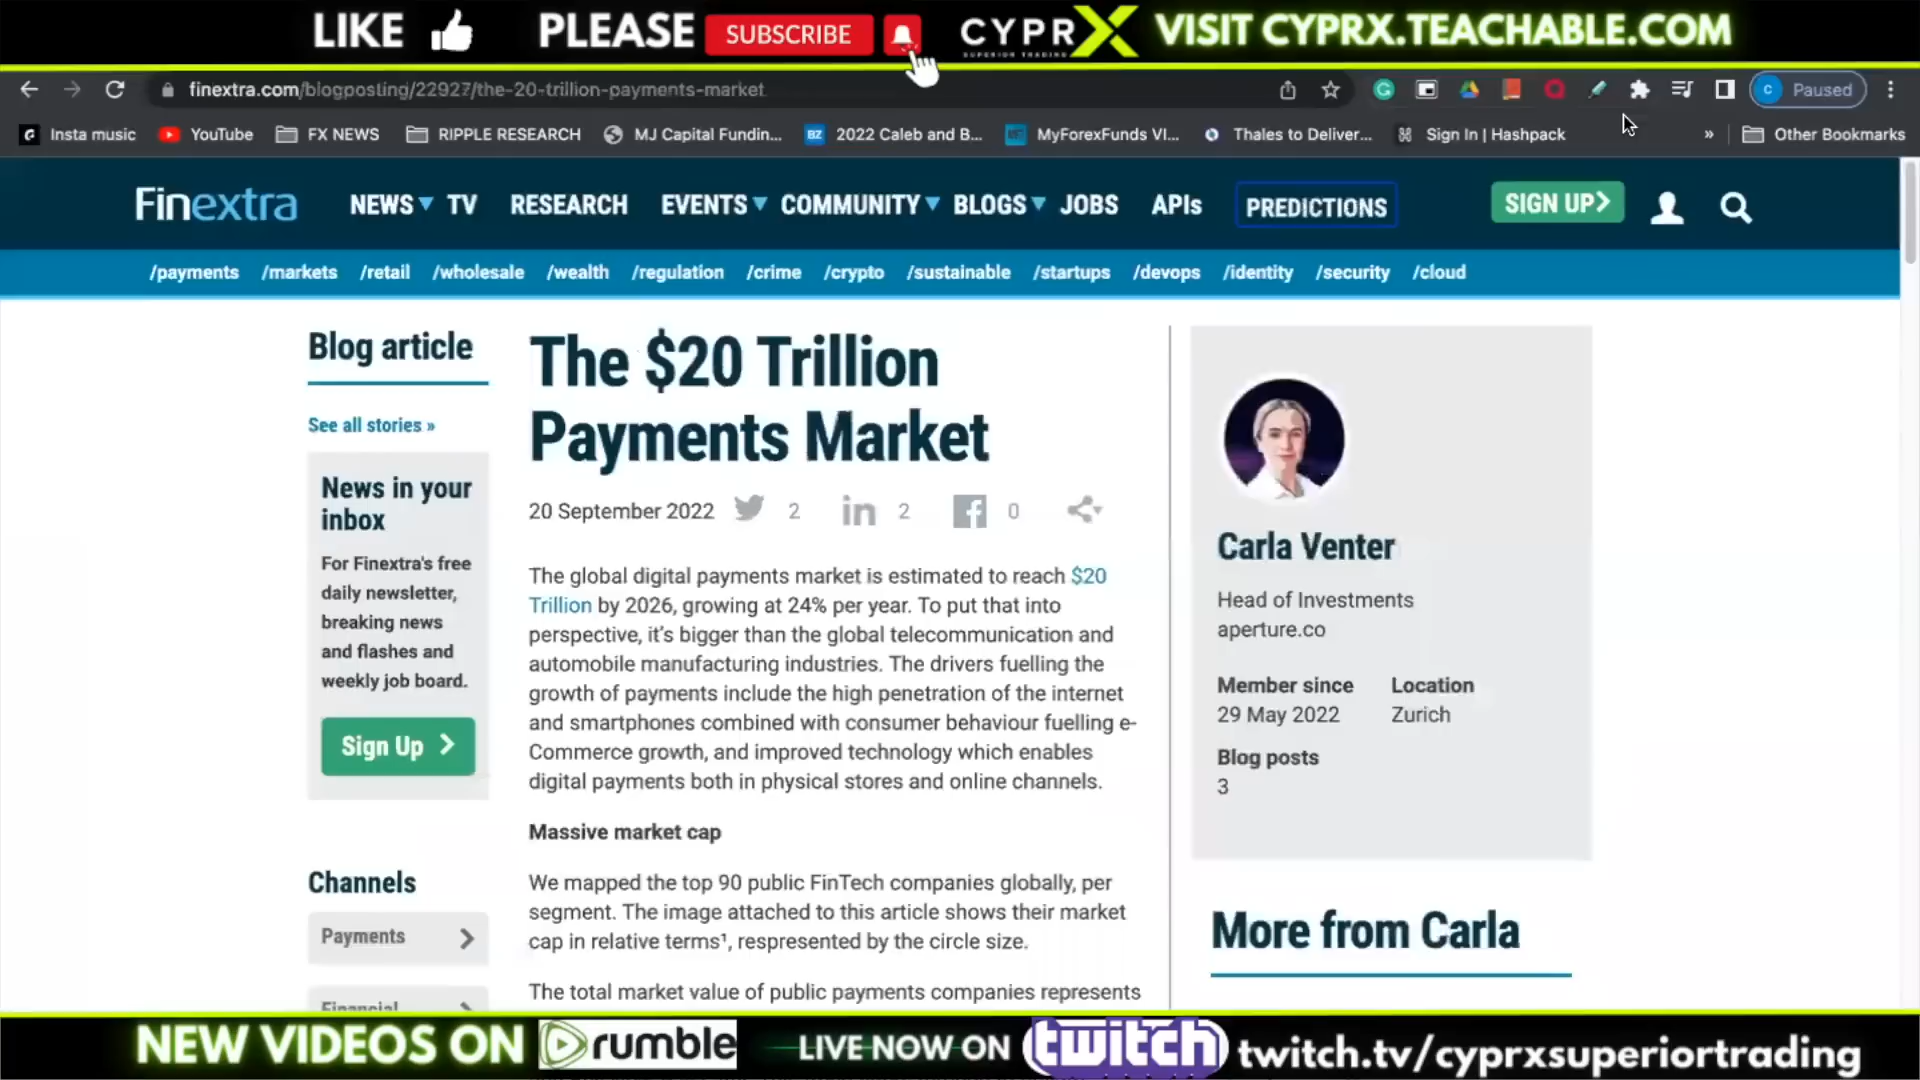 LIKE PLEASE SUBSCRIBE CYPRX VISIT CYPRX.TEACHABLE.COM
SUPERIOR TRADING
finextra.com/blogposting/22927/the-20-trillion-payments-market
C Paused
Insta music YouTube FX NEWS RIPPLE RESEARCH MJ Capital Fundin... BZ 2022 Caleb and B... MyForexFunds VI... Thales to Deliver... Sign In | Hashpack » Other Bookmarks
Finextra NEWS TV RESEARCH EVENTS COMMUNITY BLOGS JOBS APIs PREDICTIONS SIGN UP
/payments /markets /retail /wholesale /wealth /regulation /crime /crypto /sustainable /startups /devops /identity /security /cloud
Blog article
See all stories »
News in your
inbox
For Finextra's free
daily newsletter,
breaking news
and flashes and
weekly job board.
Sign Up
Channels
Payments
Financial
The $20 Trillion
Payments Market
20 September 2022 2 in 2 0
The global digital payments market is estimated to reach $20
Trillion by 2026, growing at 24% per year. To put that into
perspective, it's bigger than the global telecommunication and
automobile manufacturing industries. The drivers fuelling the
growth of payments include the high penetration of the internet
and smartphones combined with consumer behaviour fuelling e-
Commerce growth, and improved technology which enables
digital payments both in physical stores and online channels.
Massive market cap
We mapped the top 90 public FinTech companies globally, per
segment. The image attached to this article shows their market
cap in relative terms¹, respresented by the circle size.
The total market value of public payments companies represents
Carla Venter
Head of Investments
aperture.co
Member since Location
29 May 2022 Zurich
Blog posts
3
More from Carla
NEW VIDEOS ON rumble LIVE NOW ON twitch twitch.tv/cyprxsuperiortrading